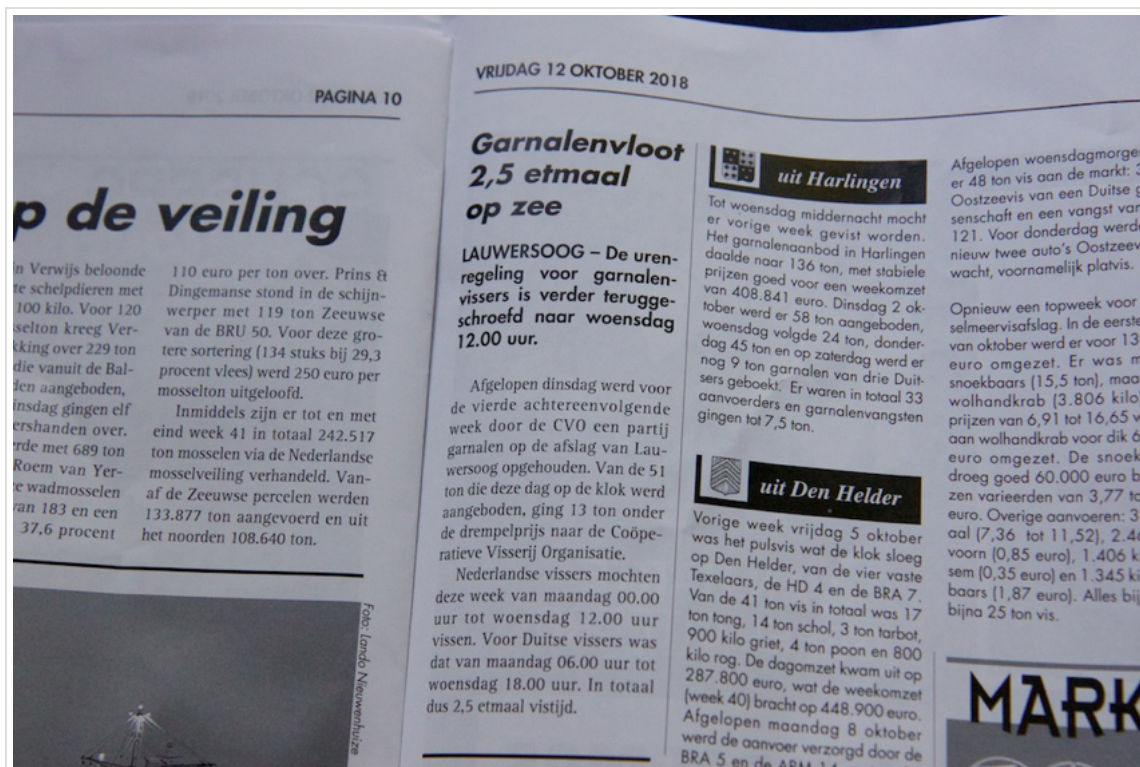 PAGINA 10
p de veiling
n Verwijs beloonde
te schelpdieren met
100 kilo. Voor 120
sselton kreeg Ver-
kking over 229 ton
die vanuit de Bal-
den aangeboden,
insdag gingen elf
ershanden over.
erde met 689 ton
Roem van Yer-
e wadmosselen
van 183 en een
37,6 procent
110 euro per ton over. Prins &
Dingemanse stond in de schijn-
werper met 119 ton Zeeuwse
van de BRU 50. Voor deze gro-
tere sortering (134 stuks bij 29,3
procent vlees) werd 250 euro per
mosselton uitgeloofd.
Inmiddels zijn er tot en met
eind week 41 in totaal 242.517
ton mosselen via de Nederlandse
mosselveiling verhandeld. Van-
af de Zeeuwse percelen werden
133.877 ton aangevoerd en uit
het noorden 108.640 ton.
Foto: Lando Nieuwenhuize
VRIJDAG 12 OKTOBER 2018
Garnalenvloot
2,5 etmaal
op zee
LAUWERSOOG – De uren-
regeling voor garnalen-
vissers is verder terugge-
schroefd naar woensdag
12.00 uur.
Afgelopen dinsdag werd voor
de vierde achtereenvolgende
week door de CVO een partij
garnalen op de afslag van Lau-
wersoog opgehouden. Van de 51
ton die deze dag op de klok werd
aangeboden, ging 13 ton onder
de drempelprijs naar de Coöpe-
ratieve Visserij Organisatie.
Nederlandse vissers mochten
deze week van maandag 00.00
uur tot woensdag 12.00 uur
vissen. Voor Duitse vissers was
dat van maandag 06.00 uur tot
woensdag 18.00 uur. In totaal
dus 2,5 etmaal vistijd.
uit Harlingen
Tot woensdag middernacht mocht
er vorige week gevist worden.
Het garnalenaanbod in Harlingen
daalde naar 136 ton, met stabiele
prijzen goed voor een weekomzet
van 408.841 euro. Dinsdag 2 ok-
tober werd er 58 ton aangeboden,
woensdag volgde 24 ton, donder-
dag 45 ton en op zaterdag werd er
nog 9 ton garnalen van drie Duit-
sers geboekt. Er waren in totaal 33
aanvoerders en garnalenvangsten
gingen tot 7,5 ton.
uit Den Helder
Vorige week vrijdag 5 oktober
was het pulsvis wat de klok sloeg
op Den Helder, van de vier vaste
Texelaars, de HD 4 en de BRA 7.
Van de 41 ton vis in totaal was 17
ton tong, 14 ton schol, 3 ton tarbot,
900 kilo griet, 4 ton poon en 800
kilo rog. De dagomzet kwam uit op
287.800 euro, wat de weekomzet
(week 40) bracht op 448.900 euro.
Afgelopen maandag 8 oktober
werd de aanvoer verzorgd door de
BRA 5 en de ARM 14
Afgelopen woensdagmorge
er 48 ton vis aan de markt: 3
Oostzeevis van een Duitse g
senschaft en een vangst van
121. Voor donderdag werd
nieuw twee auto's Oostzeev
wacht, voornamelijk platvis.
Opnieuw een topweek voor
selmeervisafslag. In de eerste
van oktober werd er voor 13
euro omgezet. Er was m
snoekbaars (15,5 ton), maa
wolhandkrab (3.806 kilo)
prijzen van 6,91 tot 16,65 v
aan wolhandkrab voor dik 6
euro omgezet. De snoek
droeg goed 60.000 euro b
zen varieerden van 3,77 to
euro. Overige aanvoeren: 3
aal (7,36 tot 11,52), 2.46
voorn (0,85 euro), 1.406 k
sem (0,35 euro) en 1.345 ki
baars (1,87 euro). Alles bij
bijna 25 ton vis.
MARK